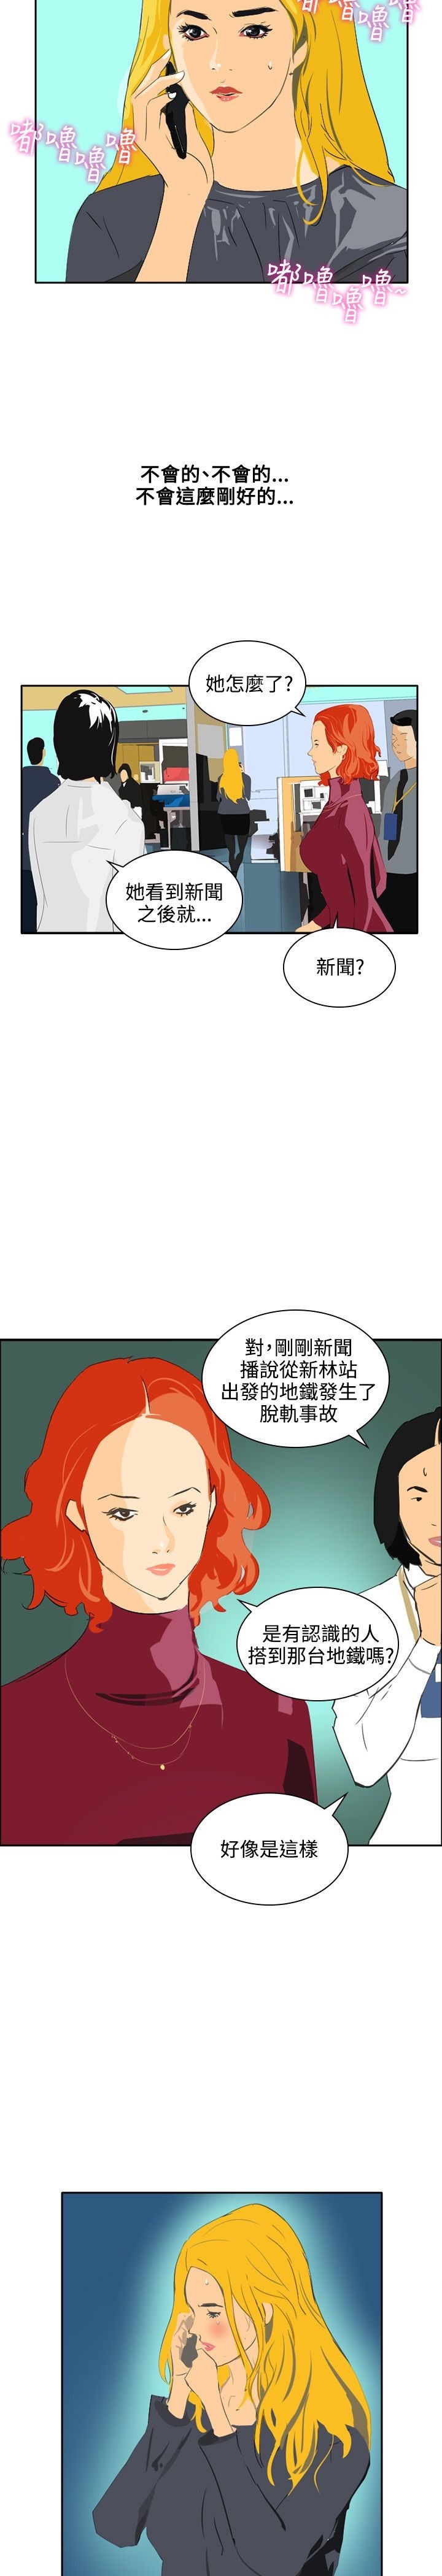 嘟嚕嚕嚕
嘟嚕嚕嚕
嘟嚕嚕嚕~
不會的、不會的...
不會這麼剛好的...
她怎麼了?
她看到新聞
之後就...
新聞?
對,剛剛新聞
播說從新林站
出發的地鐵發生了
脫軌事故
是有認識的人
搭到那台地鐵嗎?
好像是這樣